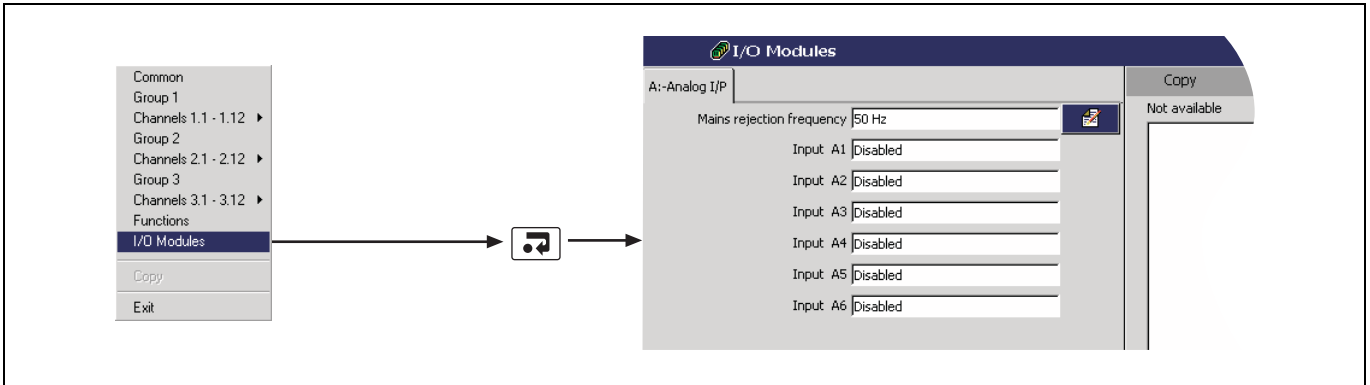 Common
Group 1
Channels 1.1 - 1.12
Group 2
Channels 2.1 - 2.12
Group 3
Channels 3.1 - 3.12
Functions
I/O Modules
Copy
Exit
I/O Modules
A:-Analog I/P
Mains rejection frequency 50 Hz
Input A1 Disabled
Input A2 Disabled
Input A3 Disabled
Input A4 Disabled
Input A5 Disabled
Input A6 Disabled
Copy
Not available